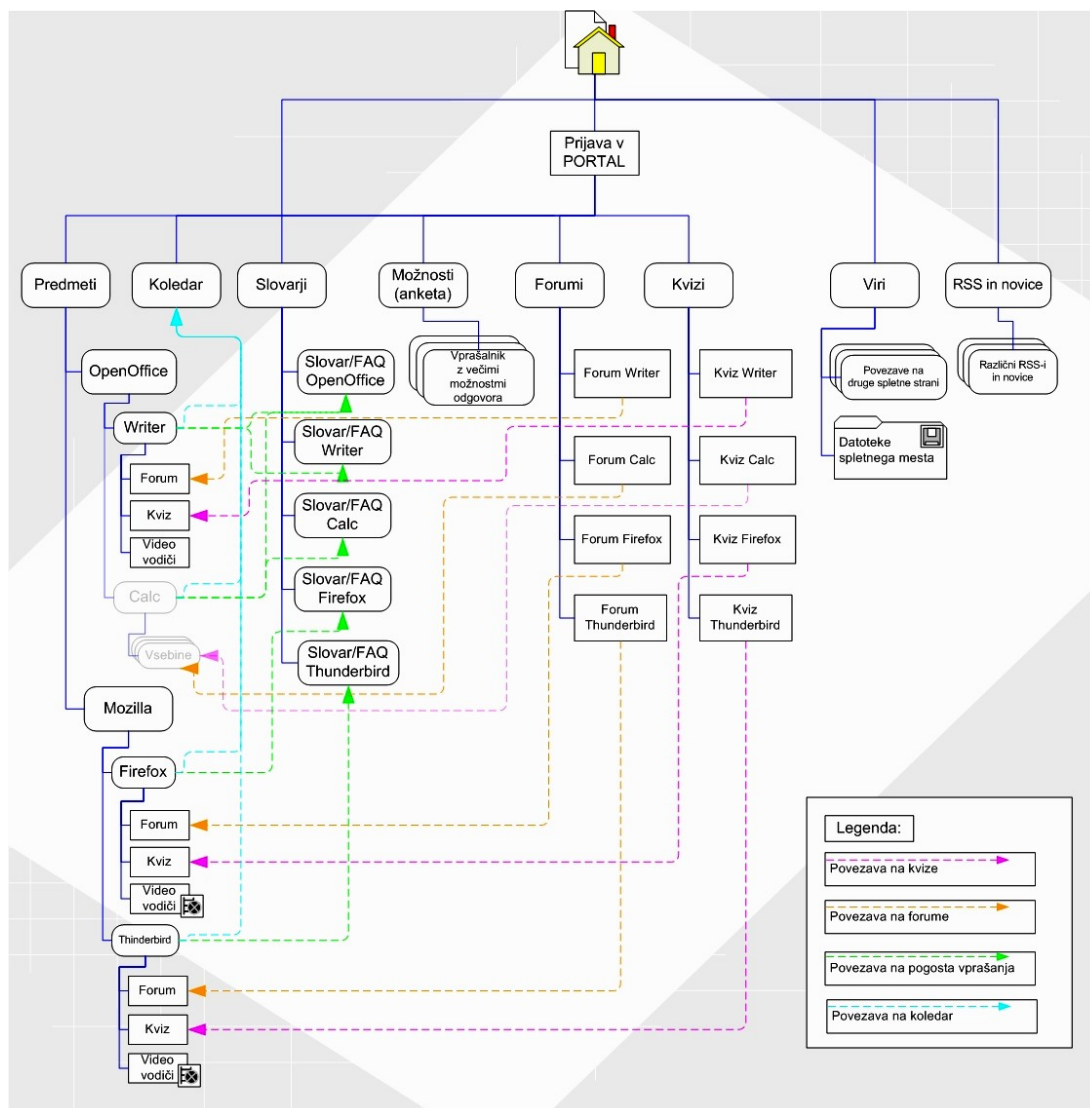 Prijava v
PORTAL
Predmeti
Koledar
Slovarji
Možnosti
(anketa)
Forumi
Kvizi
Viri
RSS in novice
OpenOffice
Writer
Forum
Kviz
Video
vodiči
Calc
Vsebine
Mozilla
Firefox
Forum
Kviz
Video
vodiči
Thinderbird
Forum
Kviz
Video
vodiči
Slovar/FAQ
OpenOffice
Slovar/FAQ
Writer
Slovar/FAQ
Calc
Slovar/FAQ
Firefox
Slovar/FAQ
Thunderbird
Vprašalnik
z večimi
možnostmi
odgovora
Forum Writer
Forum Calc
Forum Firefox
Forum
Thunderbird
Kviz Writer
Kviz Calc
Kviz Firefox
Kviz
Thunderbird
Povezave na
druge spletne strani
Datoteke
spletnega mesta
Različni RSS-i
in novice
Legenda:
Povezava na kvize
Povezava na forume
Povezava na pogosta vprašanja
Povezava na koledar